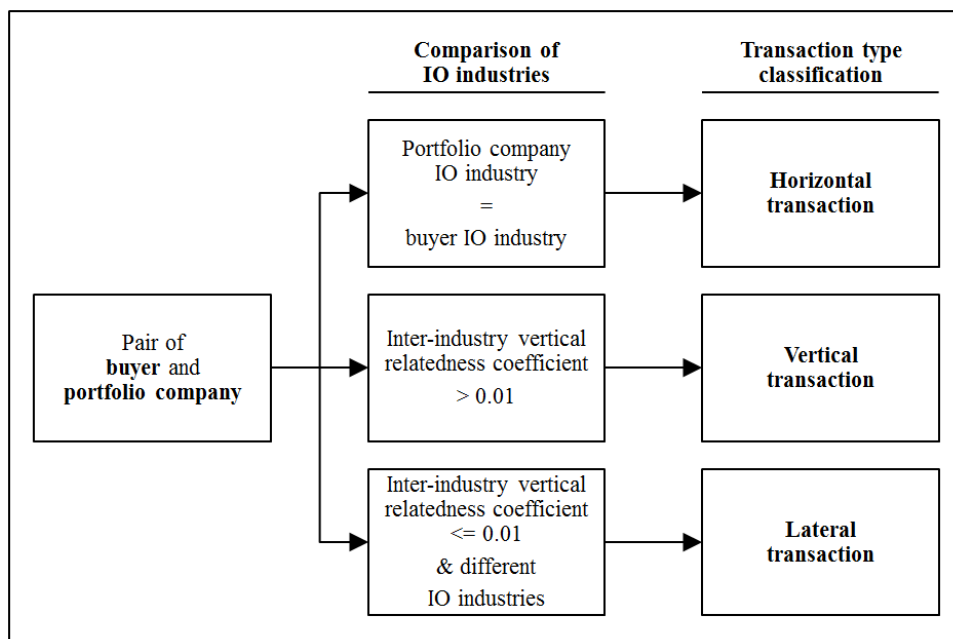 Comparison of
IO industries
Transaction type
classification
Portfolio company
IO industry
=
buyer IO industry
Horizontal
transaction
Pair of
buyer and
portfolio company
Inter-industry vertical
relatedness coefficient
> 0.01
Vertical
transaction
Inter-industry vertical
relatedness coefficient
<= 0.01
& different
IO industries
Lateral
transaction